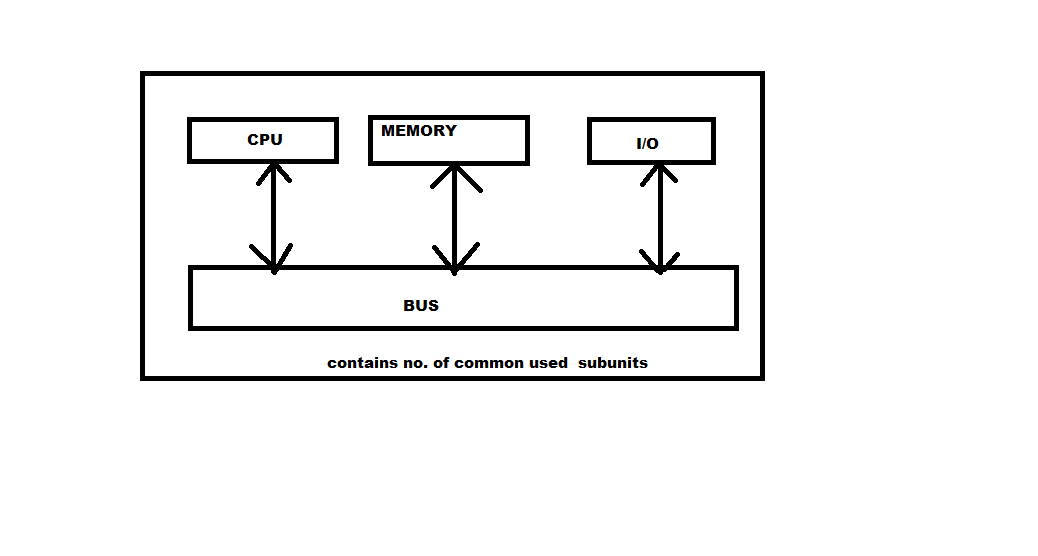 CPU
MEMORY
I/O
BUS
contains no. of common used subunits